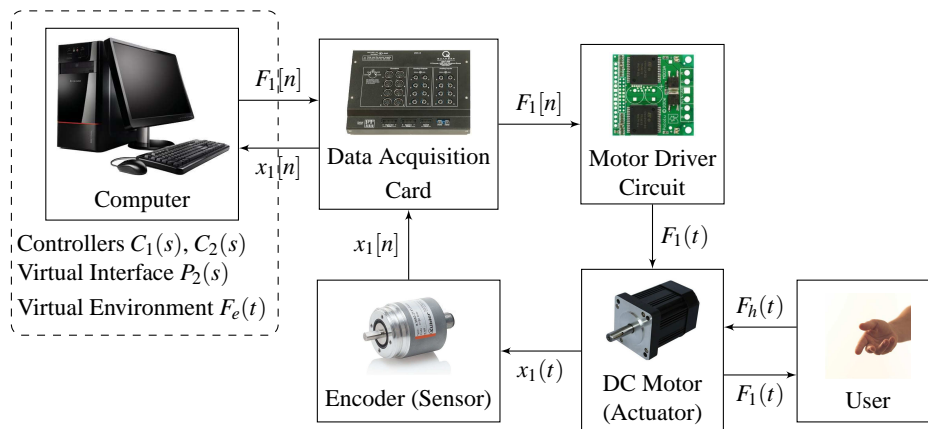 F₁[n]
x₁[n]
Computer
Controllers C₁(s), C₂(s)
Virtual Interface P₂(s)
Virtual Environment Fₑ(t)
Data Acquisition
Card
F₁[n]
Motor Driver
Circuit
F₁(t)
x₁[n]
Encoder (Sensor)
x₁(t)
DC Motor
(Actuator)
Fₕ(t)
F₁(t)
User